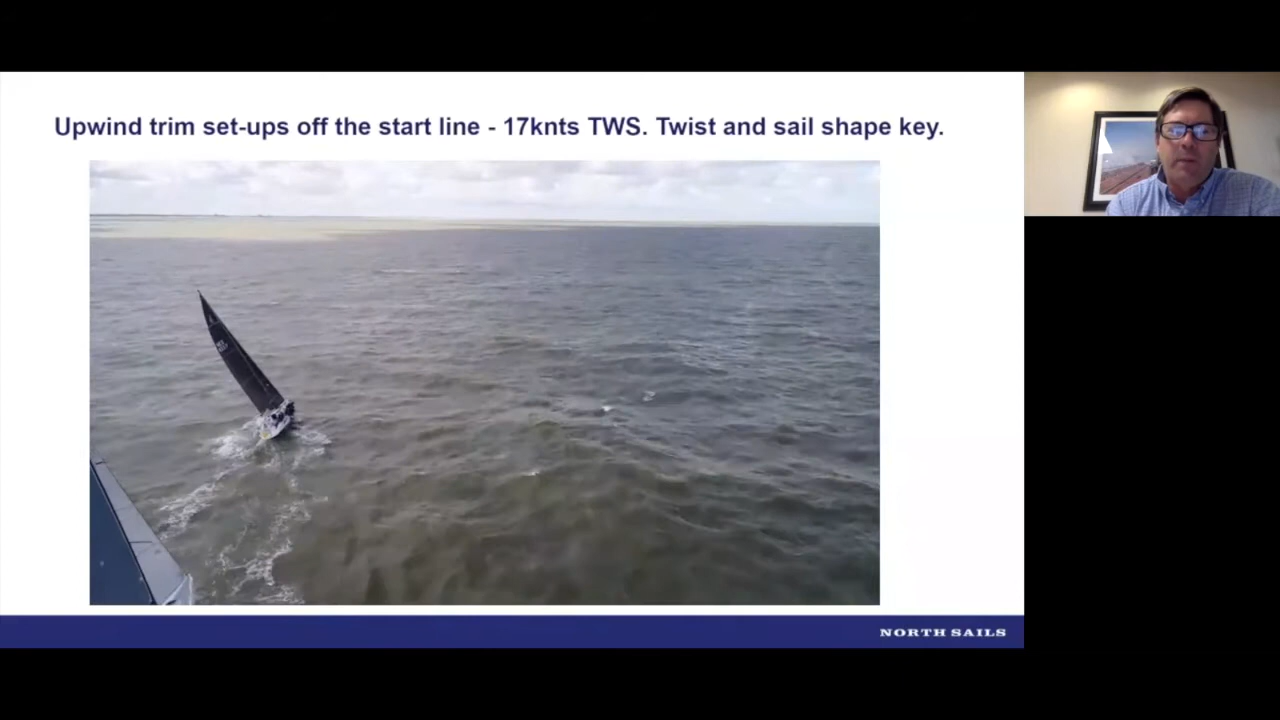 Upwind trim set-ups off the start line - 17knts TWS. Twist and sail shape key.
NORTH SAILS